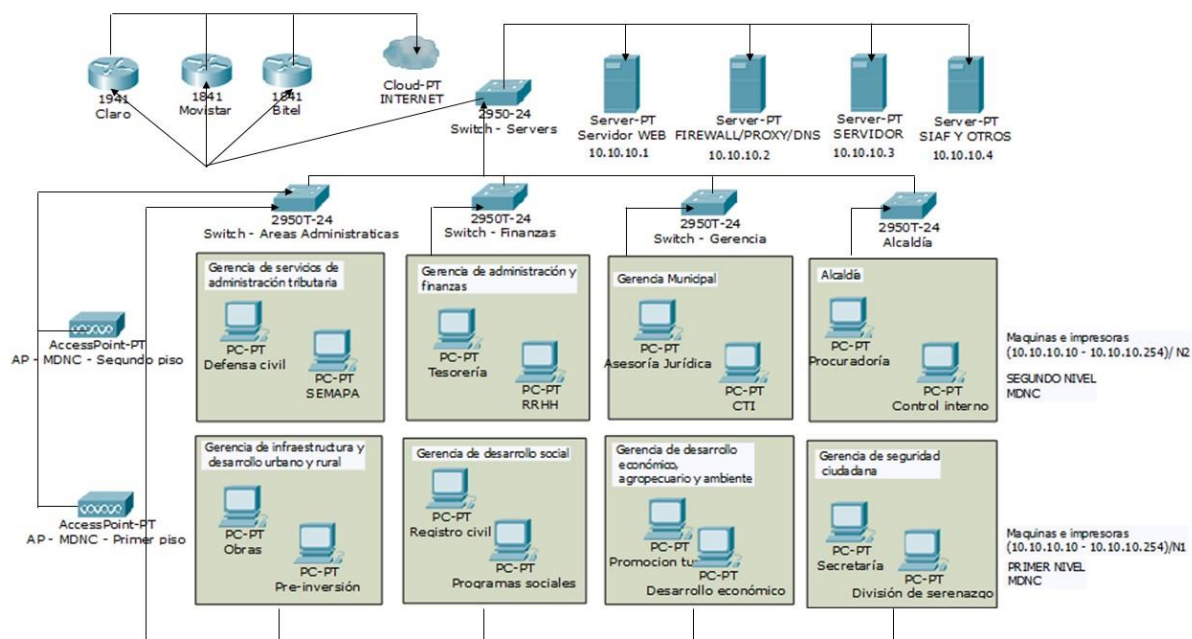 1941
Claro
1841
Movistar
1841
Bitel
Cloud-PT
INTERNET
2950-24
Switch - Servers
Server-PT
Servidor WEB
10.10.10.1
Server-PT
FIREWALL/PROXY/DNS
10.10.10.2
Server-PT
SERVIDOR
10.10.10.3
Server-PT
SIAF Y OTROS
10.10.10.4
2950T-24
Switch - Areas Administraticas
2950T-24
Switch - Finanzas
2950T-24
Switch - Gerencia
2950T-24
Alcaldía
AccessPoint-PT
AP - MDNC - Segundo piso
Gerencia de servicios de
administración tributaria
PC-PT
Defensa civil
PC-PT
SEMAPA
Gerencia de administración y
finanzas
PC-PT
Tesorería
PC-PT
RRHH
Gerencia Municipal
PC-PT
Asesoría Jurídica
PC-PT
CTI
Alcaldía
PC-PT
Procuradoría
PC-PT
Control interno
Maquinas e impresoras
(10.10.10.10 - 10.10.10.254)/ N2
SEGUNDO NIVEL
MDNC
AccessPoint-PT
AP - MDNC - Primer piso
Gerencia de infraestructura y
desarrollo urbano y rural
PC-PT
Obras
PC-PT
Pre-inversión
Gerencia de desarrollo social
PC-PT
Registro civil
PC-PT
Programas sociales
Gerencia de desarrollo
económico,
agropecuario y ambiente
PC-PT
Promocion tu
PC-PT
Desarrollo económico
Gerencia de seguridad
ciudadana
PC-PT
Secretaría
PC-PT
División de serenazgo
Maquinas e impresoras
(10.10.10.10 - 10.10.10.254)/N1
PRIMER NIVEL
MDNC